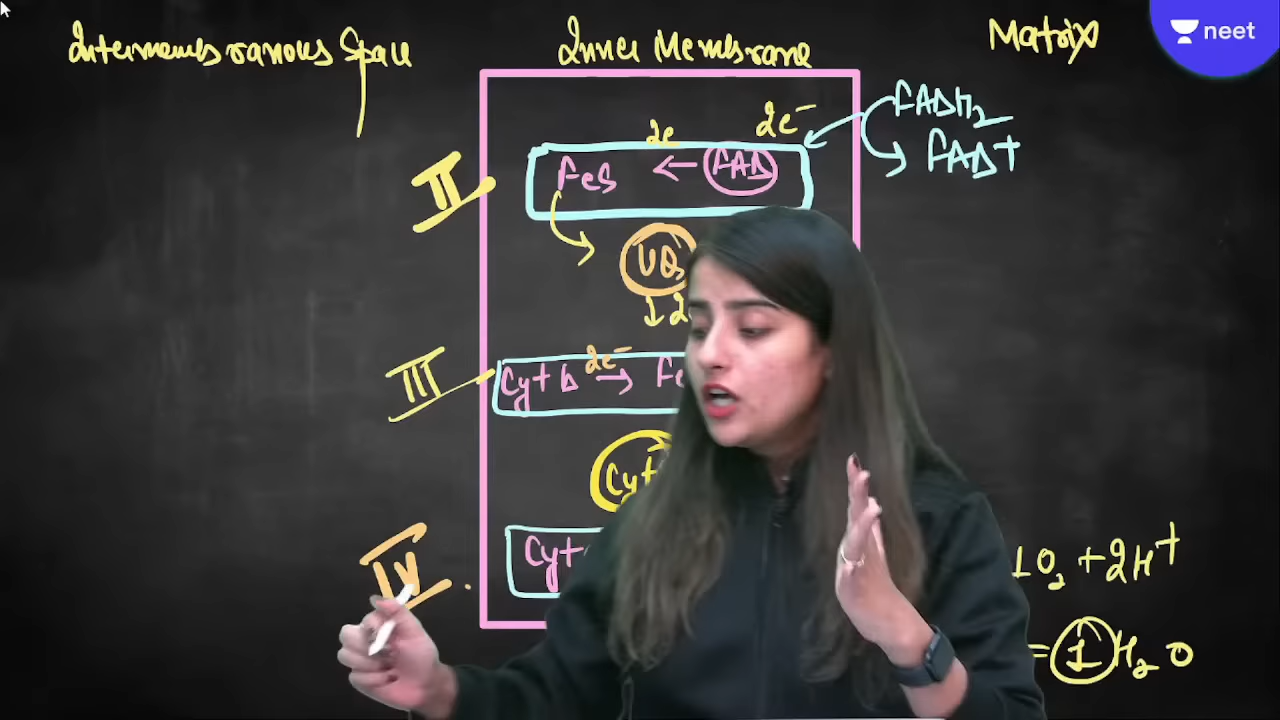 Intermembranous Space
Inner Membrane
Matrix
neet
2e⁻
FADH₂
2e
FAD+
II
FeS ← FAD
UQ
↓
III
2e⁻
Cyt b →
IV
O₂ + 2H⁺
= 1 H₂O